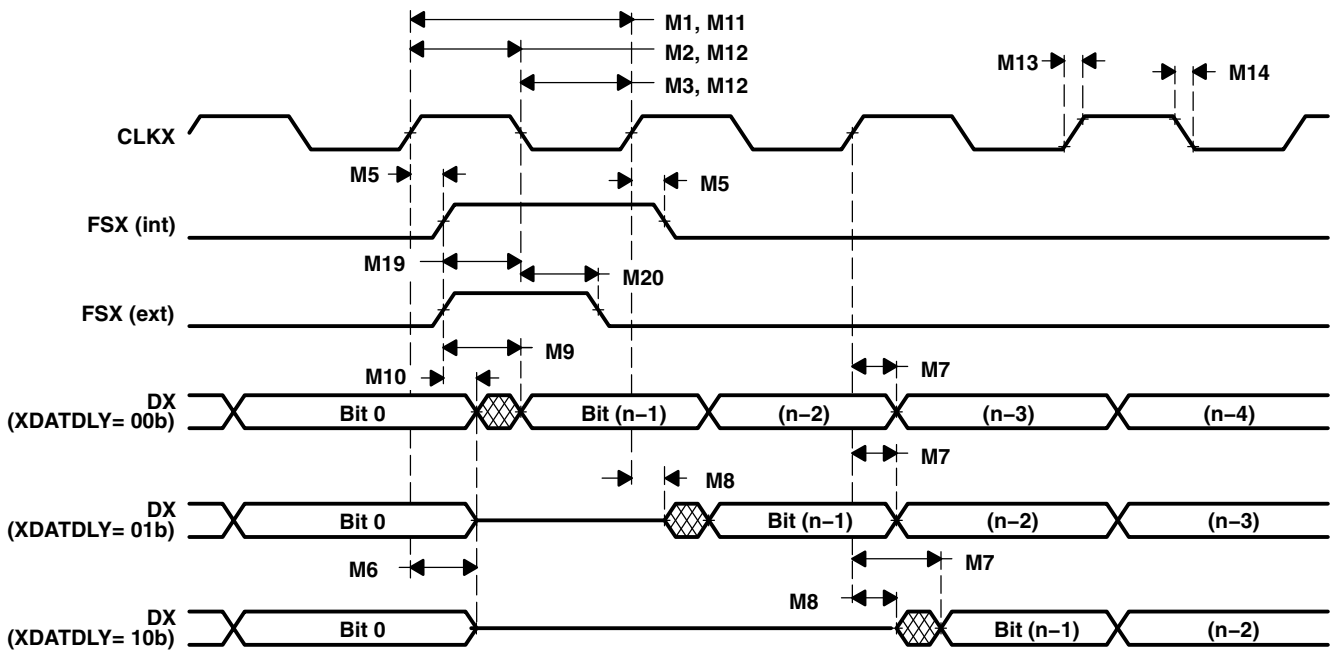 M1, M11
M2, M12
M3, M12
M13
M14
CLKX
M5
M5
FSX (int)
M19
M20
FSX (ext)
M9
M10
M7
DX
(XDATDLY= 00b)
Bit 0
Bit (n−1)
(n−2)
(n−3)
(n−4)
M7
M8
DX
(XDATDLY= 01b)
Bit 0
Bit (n−1)
(n−2)
(n−3)
M6
M7
M8
DX
(XDATDLY= 10b)
Bit 0
Bit (n−1)
(n−2)